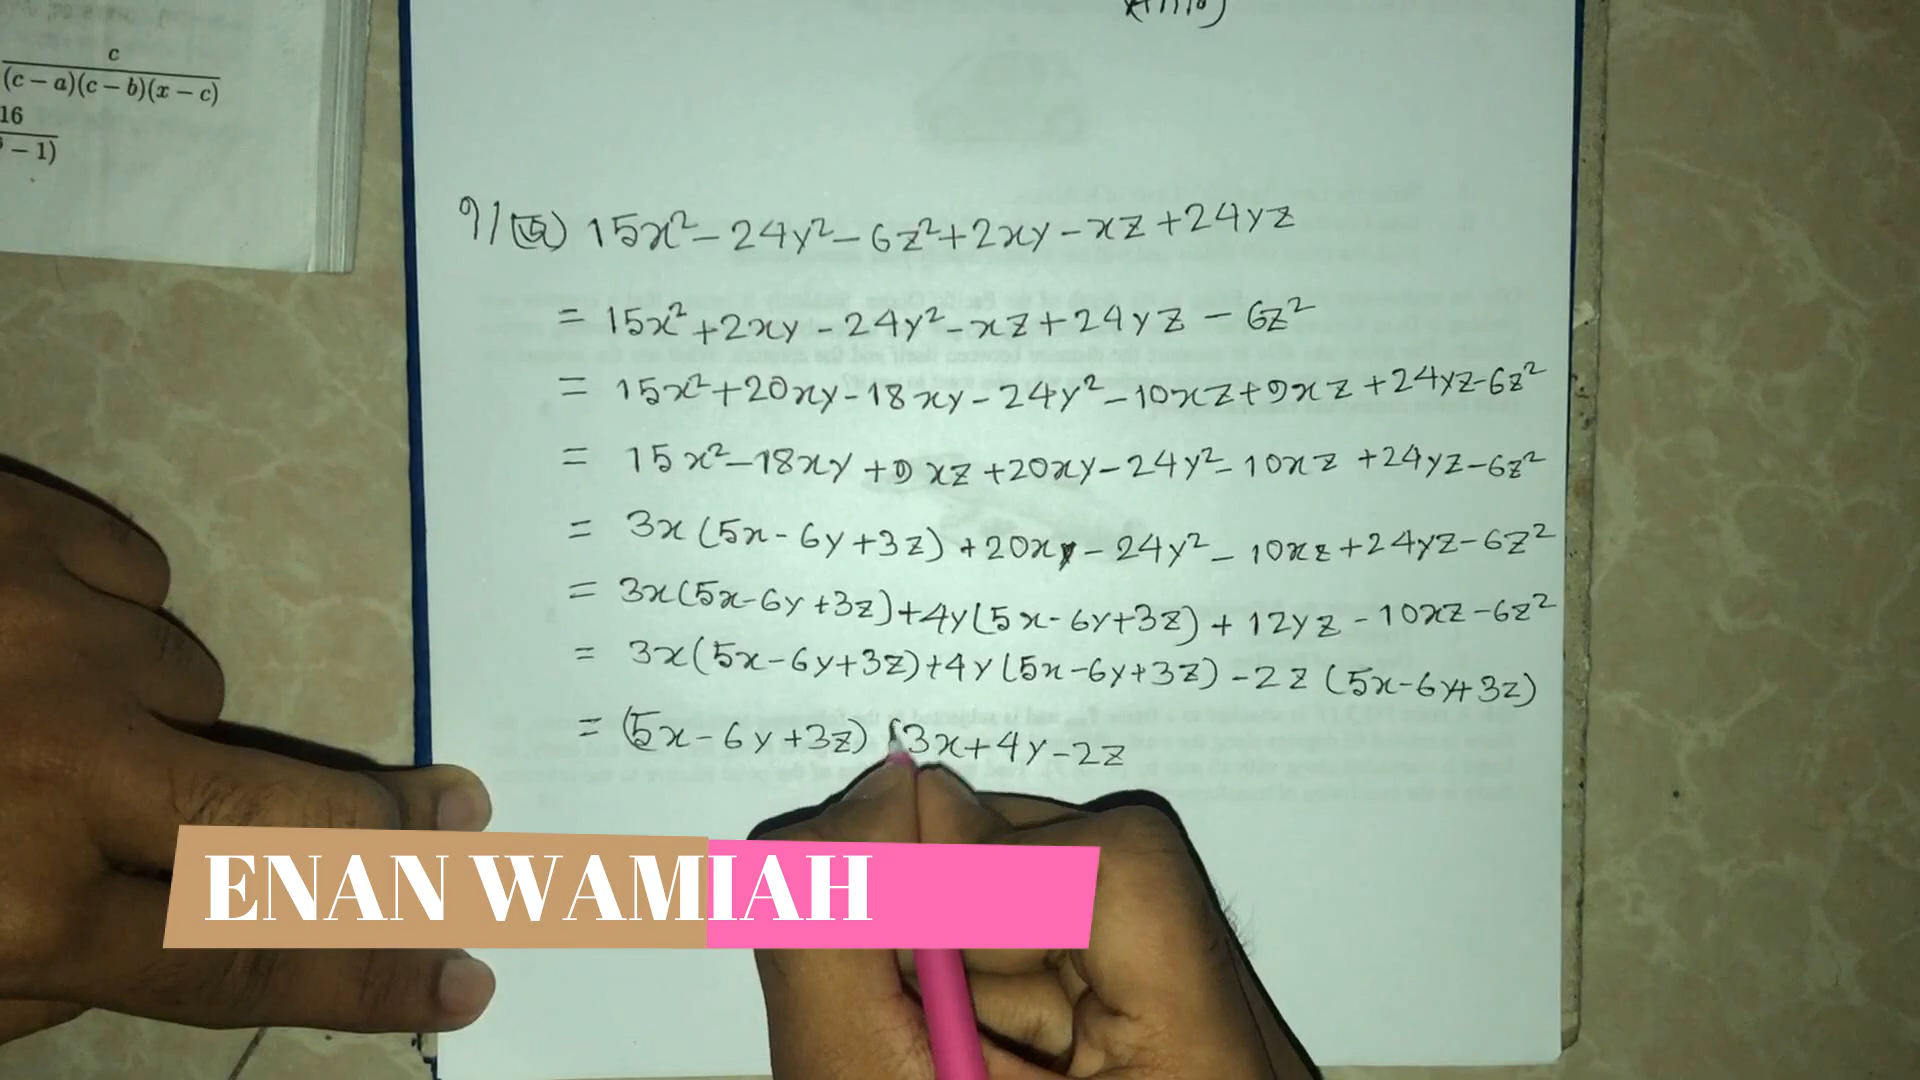 c
(c − a)(c − b)(x − c)
16
− 1)
15x² − 24y² − 6z² + 2xy − xz + 24yz
= 15x² + 2xy − 24y² − xz + 24yz − 6z²
= 15x² + 20xy − 18xy − 24y² − 10xz + 9xz + 24yz − 6z²
= 15x² − 18xy + 9xz + 20xy − 24y² − 10xz + 24yz − 6z²
= 3x(5x − 6y + 3z) + 20xy − 24y² − 10xz + 24yz − 6z²
= 3x(5x − 6y + 3z) + 4y(5x − 6y + 3z) + 12yz − 10xz − 6z²
= 3x(5x − 6y + 3z) + 4y(5x − 6y + 3z) − 2z(5x − 6y + 3z)
= (5x − 6y + 3z)(3x + 4y − 2z
ENAN WAMIAH